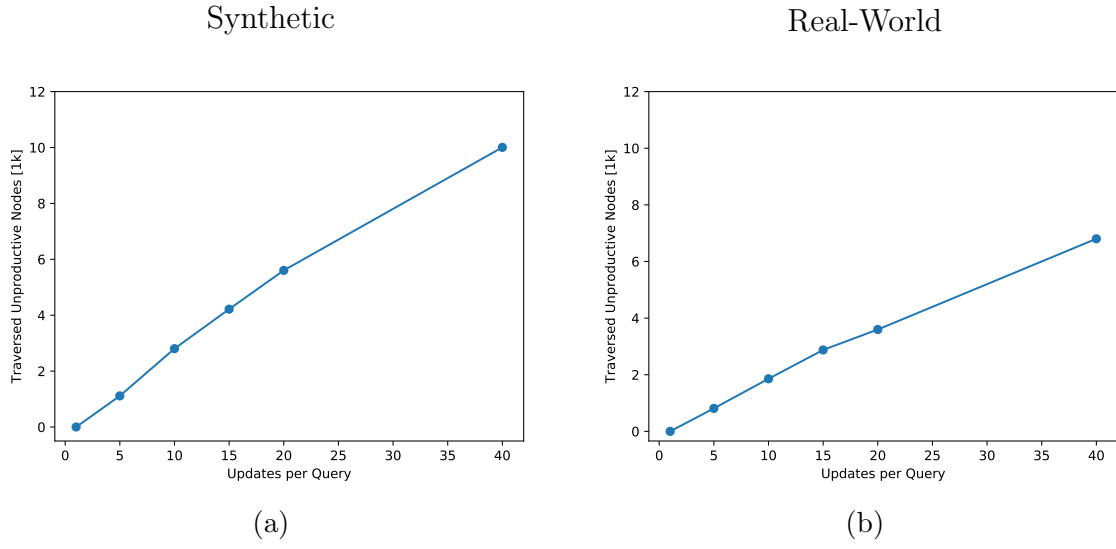 Synthetic
Real-World
12
10
8
6
4
2
0
Traversed Unproductive Nodes [1k]
0 5 10 15 20 25 30 35 40
Updates per Query
(a)
12
10
8
6
4
2
0
Traversed Unproductive Nodes [1k]
0 5 10 15 20 25 30 35 40
Updates per Query
(b)